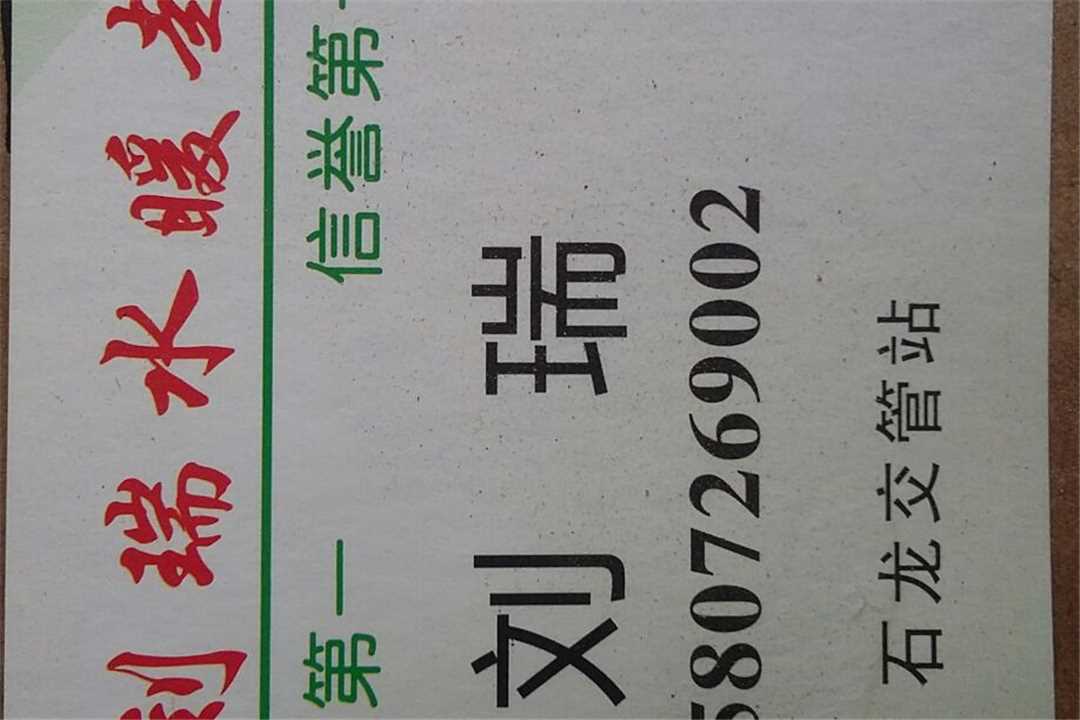 刘瑞水暖
第一 信誉第
刘 瑞
5807269002
石龙交管站